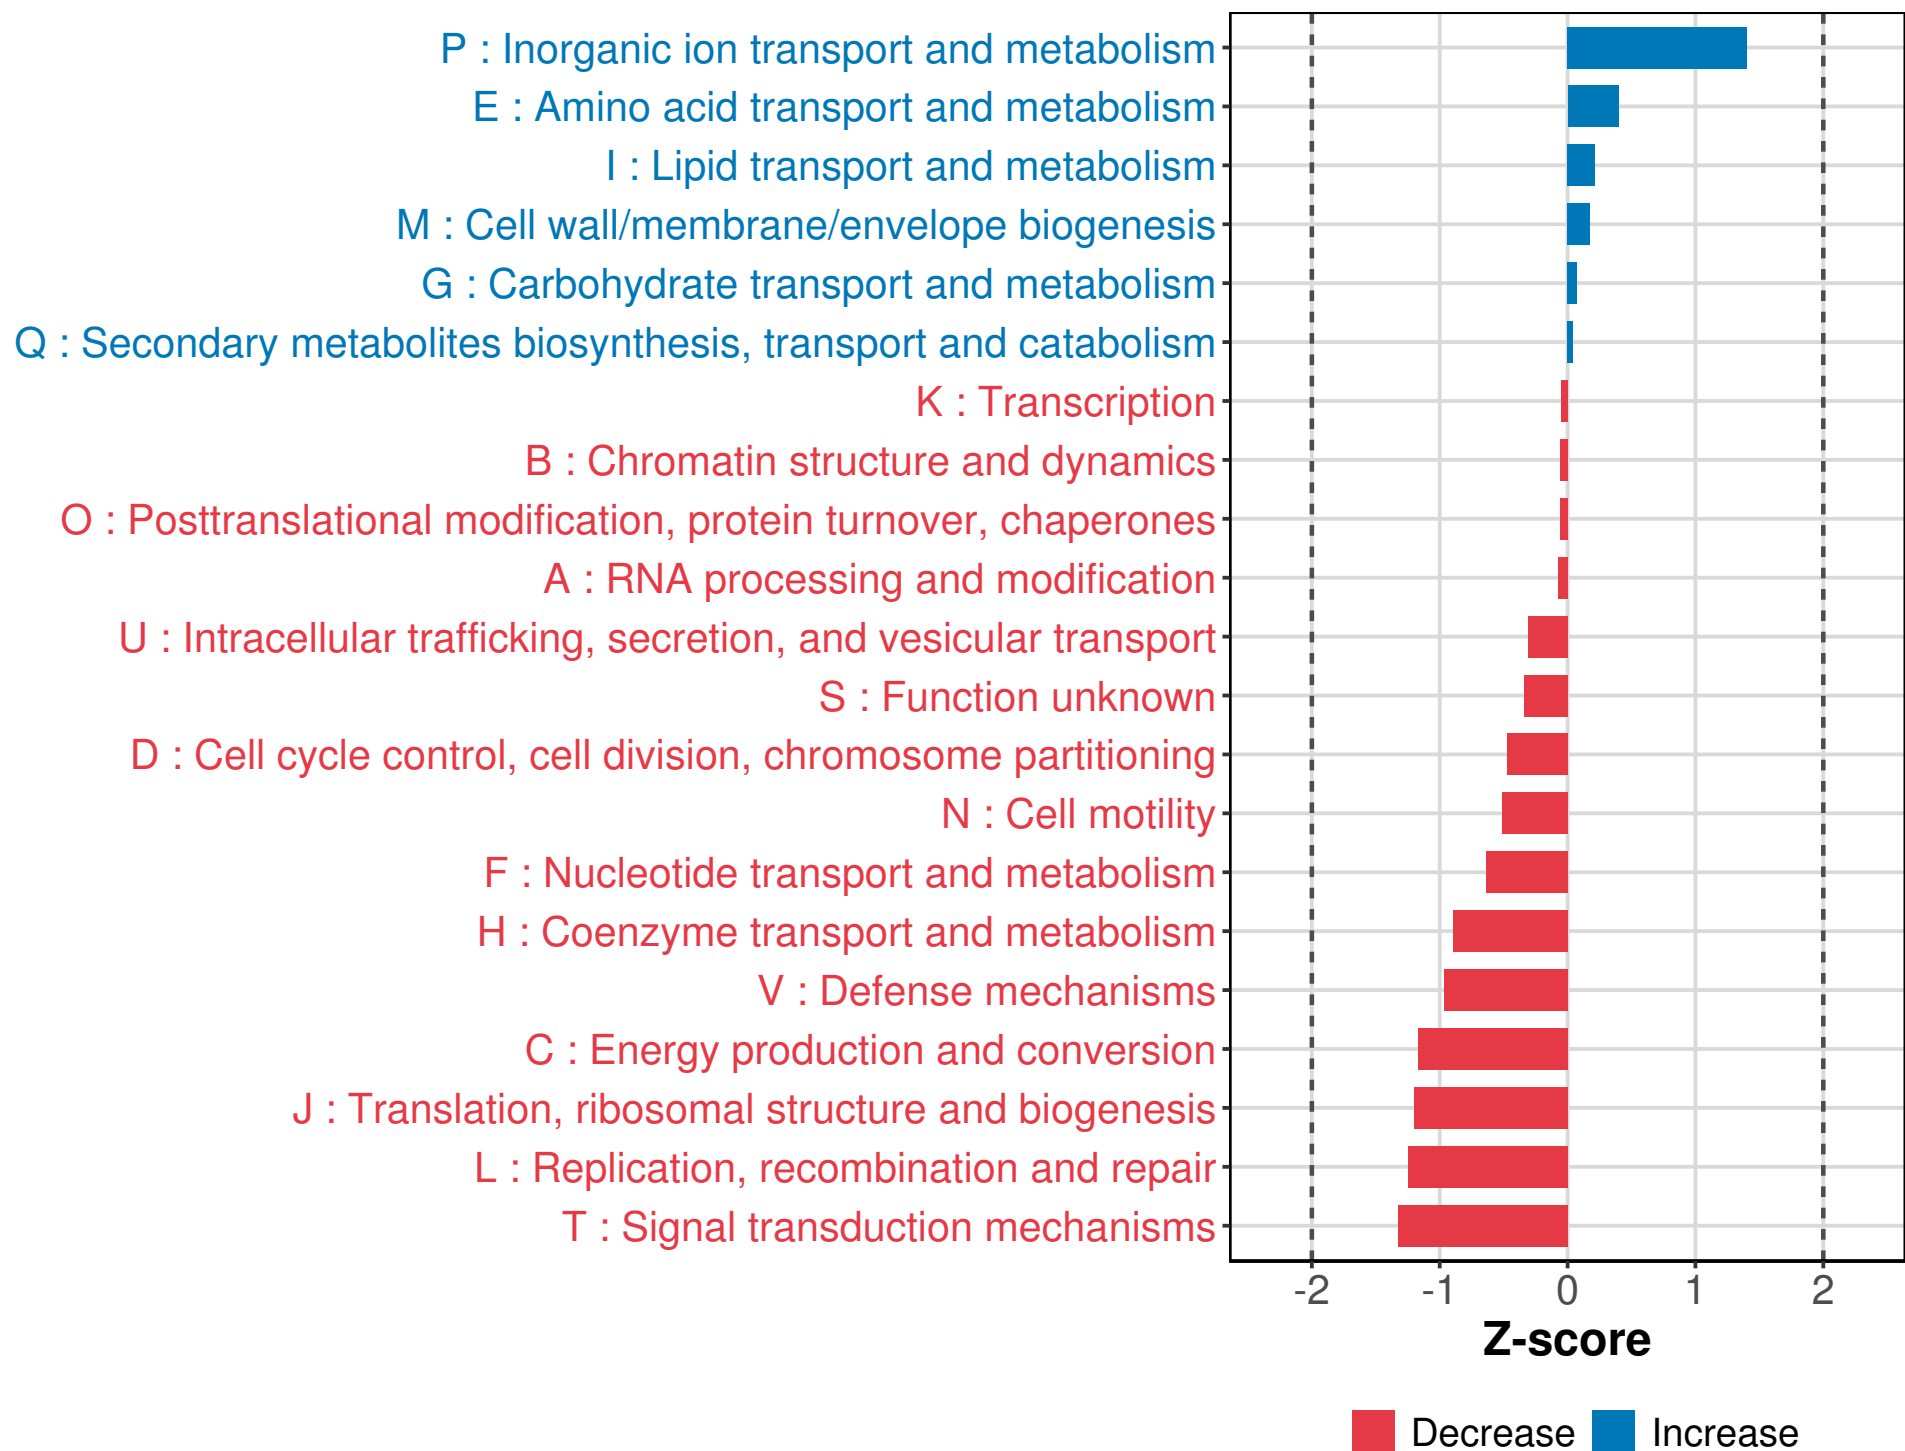 P : Inorganic ion transport and metabolism
E : Amino acid transport and metabolism
I : Lipid transport and metabolism
M : Cell wall/membrane/envelope biogenesis
G : Carbohydrate transport and metabolism
Q : Secondary metabolites biosynthesis, transport and catabolism
K : Transcription
B : Chromatin structure and dynamics
O : Posttranslational modification, protein turnover, chaperones
A : RNA processing and modification
U : Intracellular trafficking, secretion, and vesicular transport
S : Function unknown
D : Cell cycle control, cell division, chromosome partitioning
N : Cell motility
F : Nucleotide transport and metabolism
H : Coenzyme transport and metabolism
V : Defense mechanisms
C : Energy production and conversion
J : Translation, ribosomal structure and biogenesis
L : Replication, recombination and repair
T : Signal transduction mechanisms
-2 -1 0 1 2
Z-score
Decrease Increase